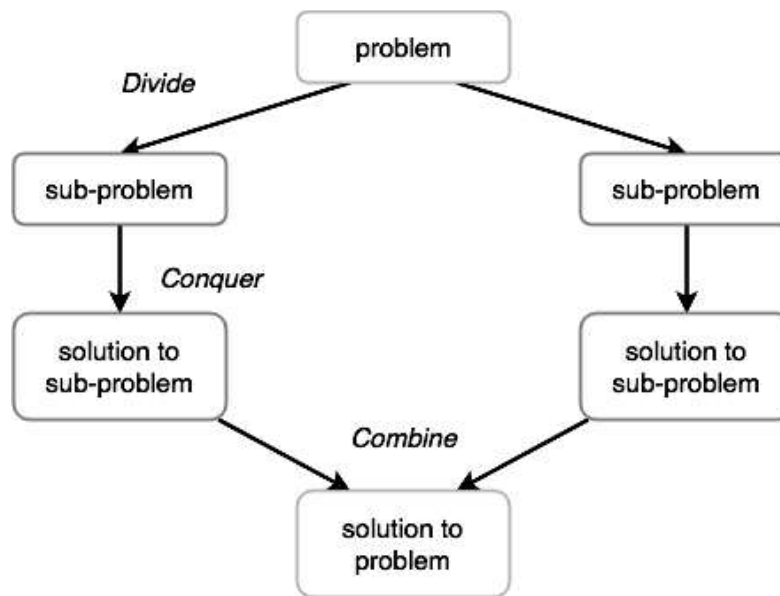 problem
Divide
sub-problem
sub-problem
Conquer
solution to
sub-problem
solution to
sub-problem
Combine
solution to
problem